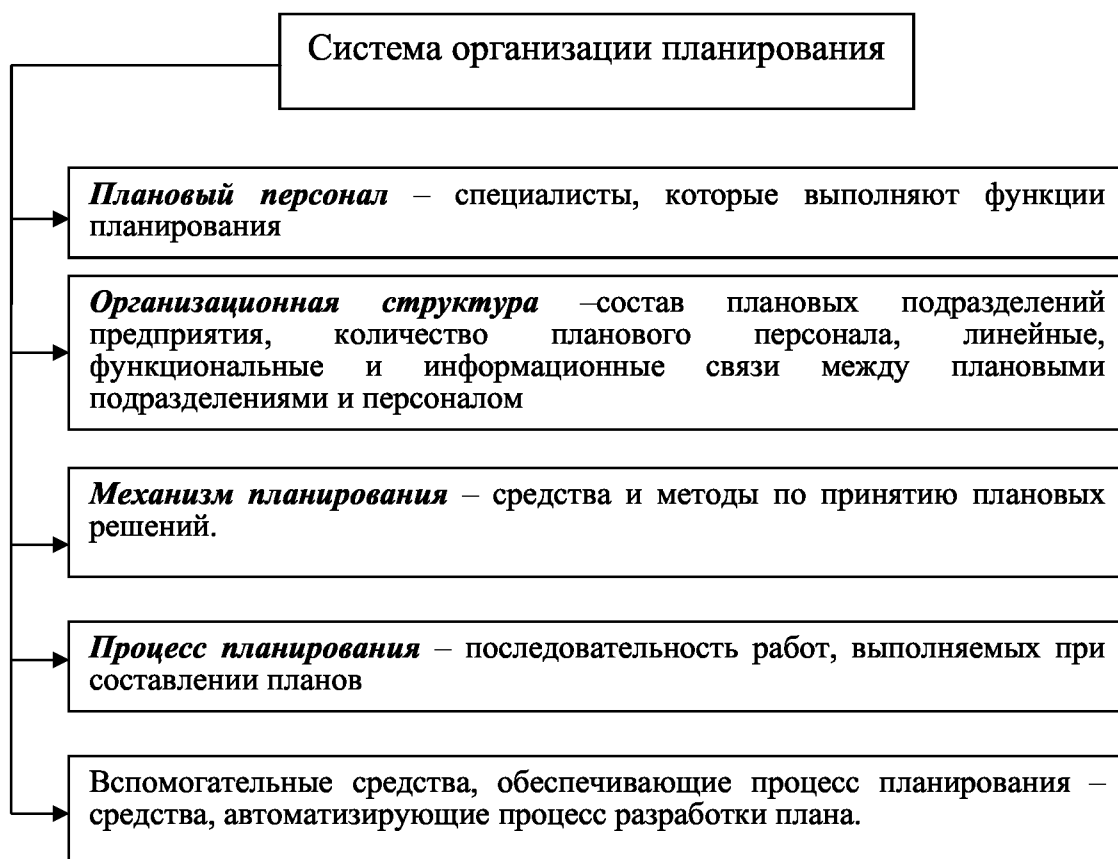 Система организации планирования
Плановый персонал – специалисты, которые выполняют функции
планирования
Организационная структура –состав плановых подразделений
предприятия, количество планового персонала, линейные,
функциональные и информационные связи между плановыми
подразделениями и персоналом
Механизм планирования – средства и методы по принятию плановых
решений.
Процесс планирования – последовательность работ, выполняемых при
составлении планов
Вспомогательные средства, обеспечивающие процесс планирования –
средства, автоматизирующие процесс разработки плана.